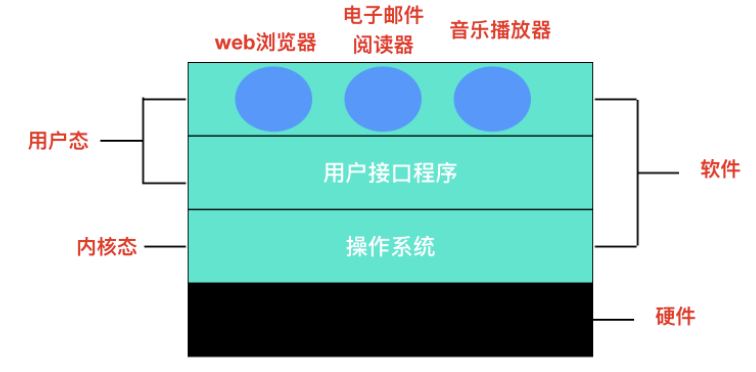 web浏览器
电子邮件
阅读器
音乐播放器
用户态
用户接口程序
软件
内核态
操作系统
硬件